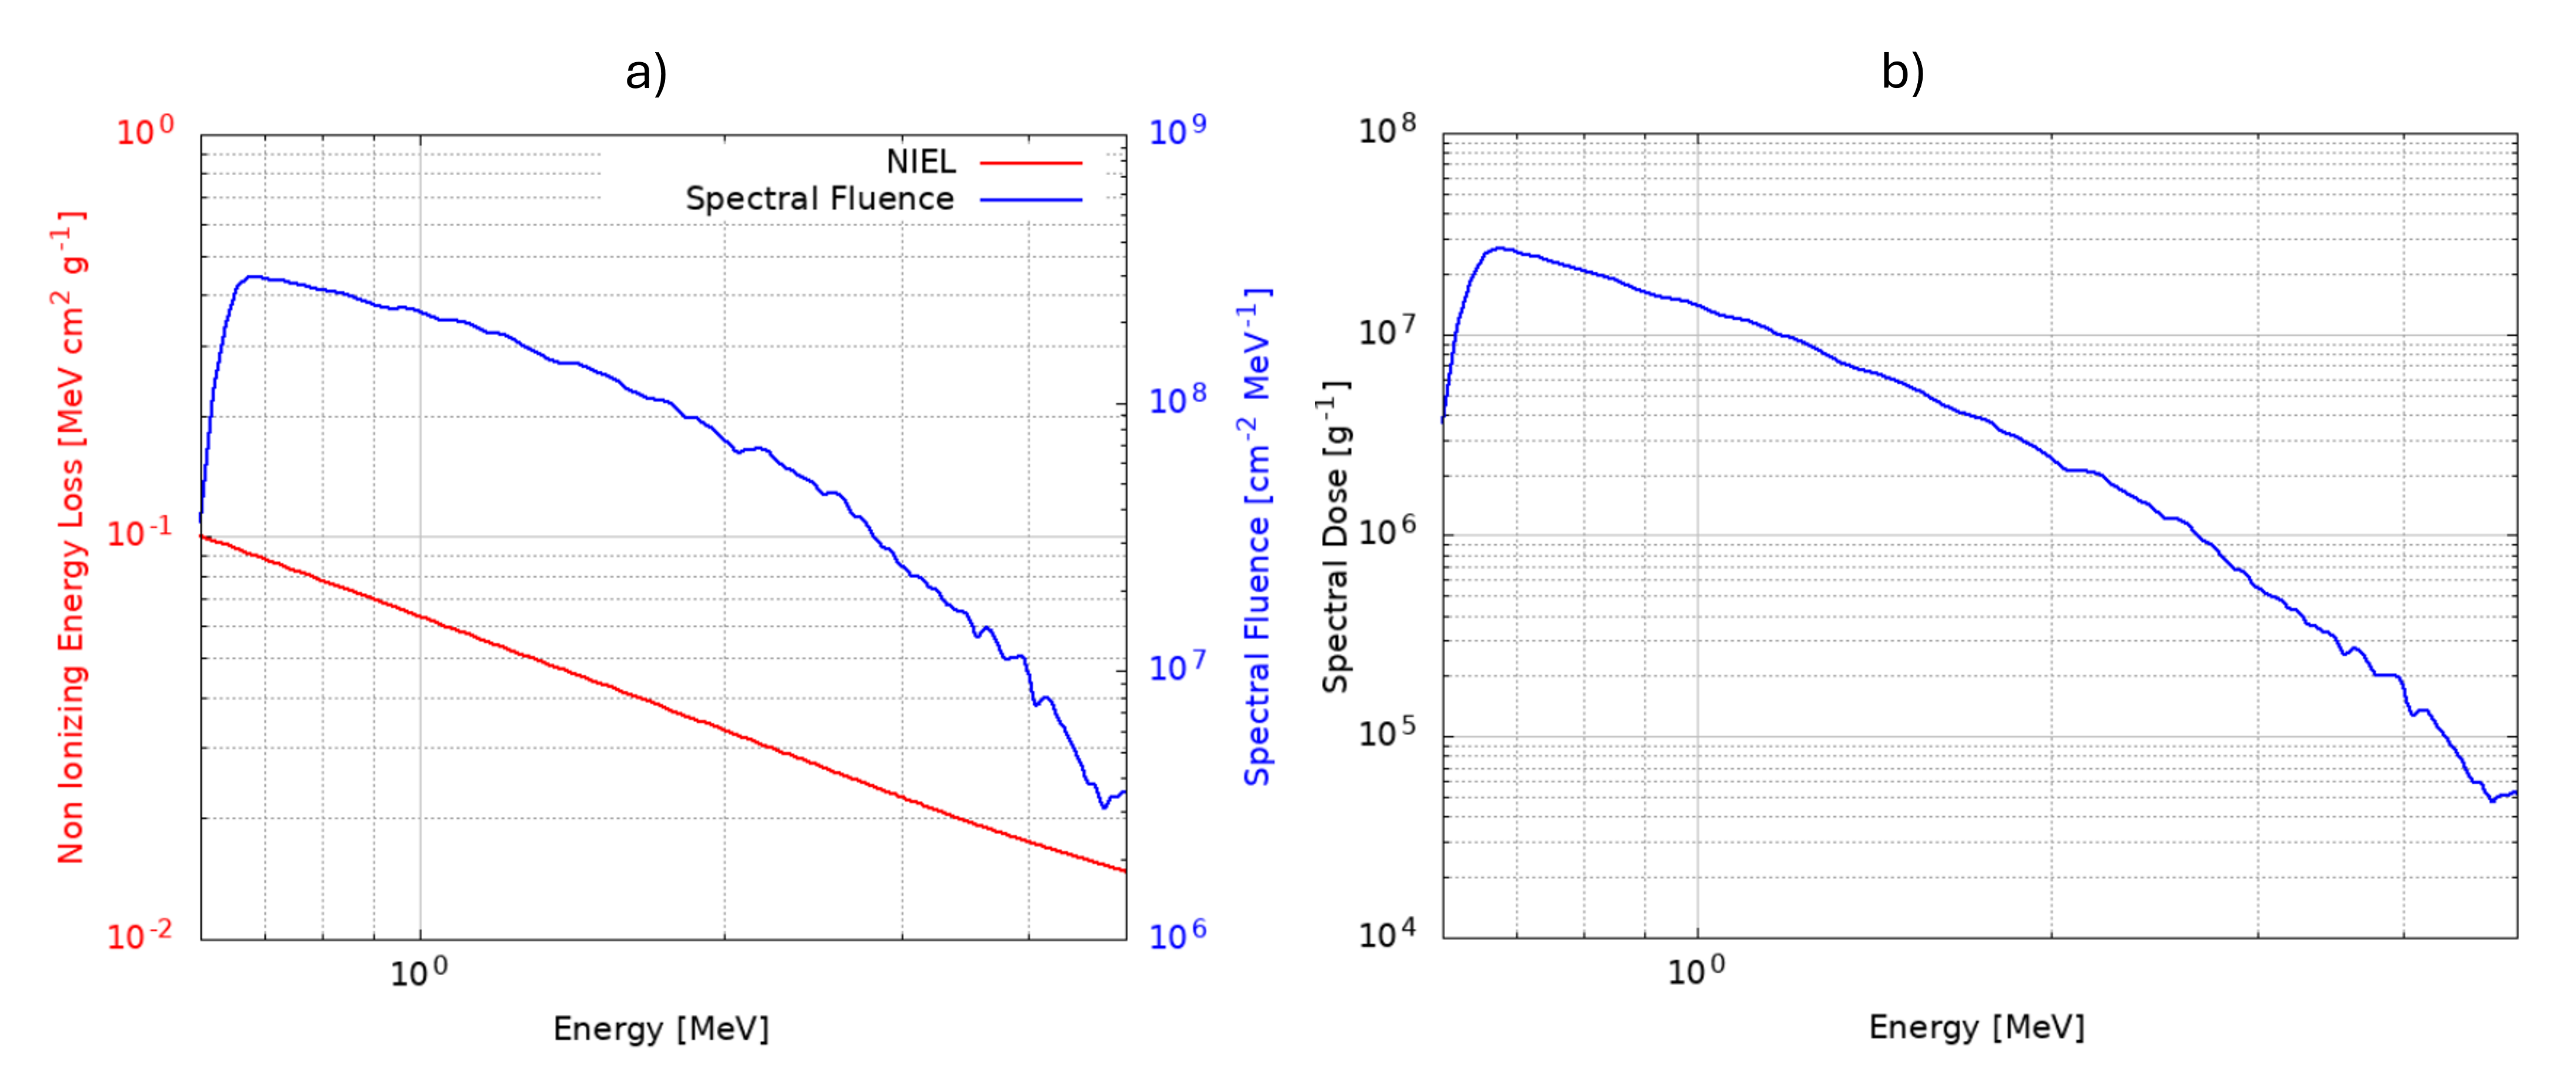 a)
10^0
10^-1
10^-2
Non Ionizing Energy Loss [MeV cm^2 g^-1]
NIEL
Spectral Fluence
10^9
10^8
10^7
10^6
Spectral Fluence [cm^-2 MeV^-1]
10^0
Energy [MeV]
b)
10^8
10^7
10^6
10^5
10^4
Spectral Dose [g^-1]
10^0
Energy [MeV]